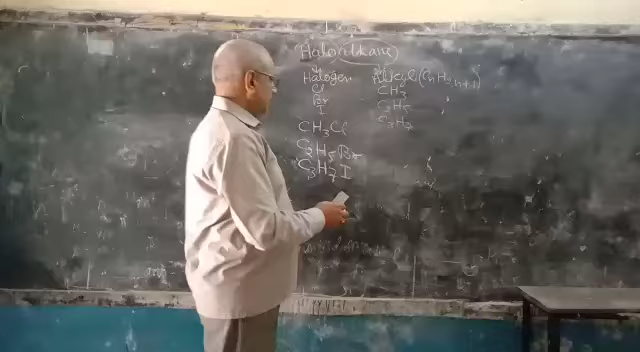 Haloalkane
Halogen Alkyl (CnH2n+1)
Cl CH3
Br C2H5
I C3H7
CH3Cl
C2H5Br
C3H7I